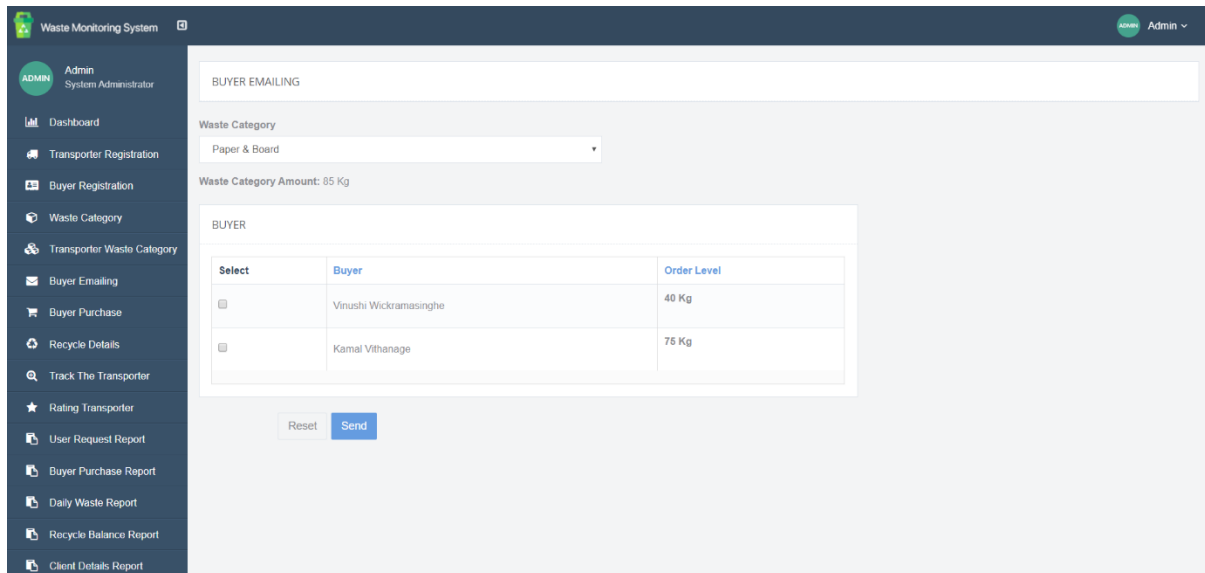 Waste Monitoring System
ADMIN Admin
ADMIN
Admin
System Administrator
Dashboard
Transporter Registration
Buyer Registration
Waste Category
Transporter Waste Category
Buyer Emailing
Buyer Purchase
Recycle Details
Track The Transporter
Rating Transporter
User Request Report
Buyer Purchase Report
Daily Waste Report
Recycle Balance Report
Client Details Report
BUYER EMAILING
Waste Category
Paper & Board
Waste Category Amount: 85 Kg
BUYER
Select Buyer Order Level
Vinushi Wickramasinghe 40 Kg
Kamal Vithanage 75 Kg
Reset Send